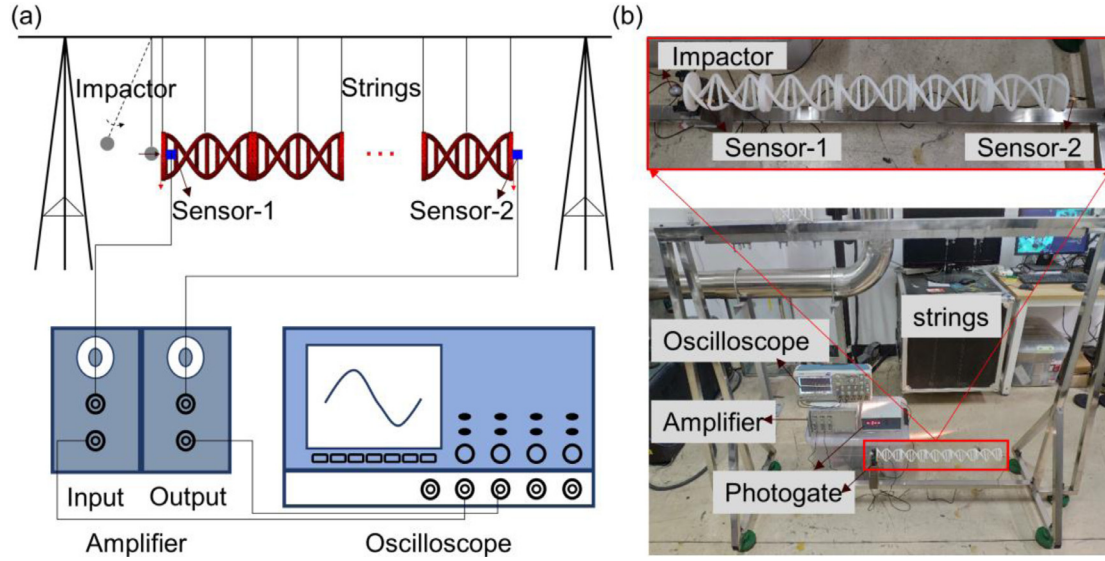 (a)
Impactor
Strings
Sensor-1
Sensor-2
Input
Output
Amplifier
Oscilloscope
(b)
Impactor
Sensor-1
Sensor-2
strings
Oscilloscope
Amplifier
Photogate